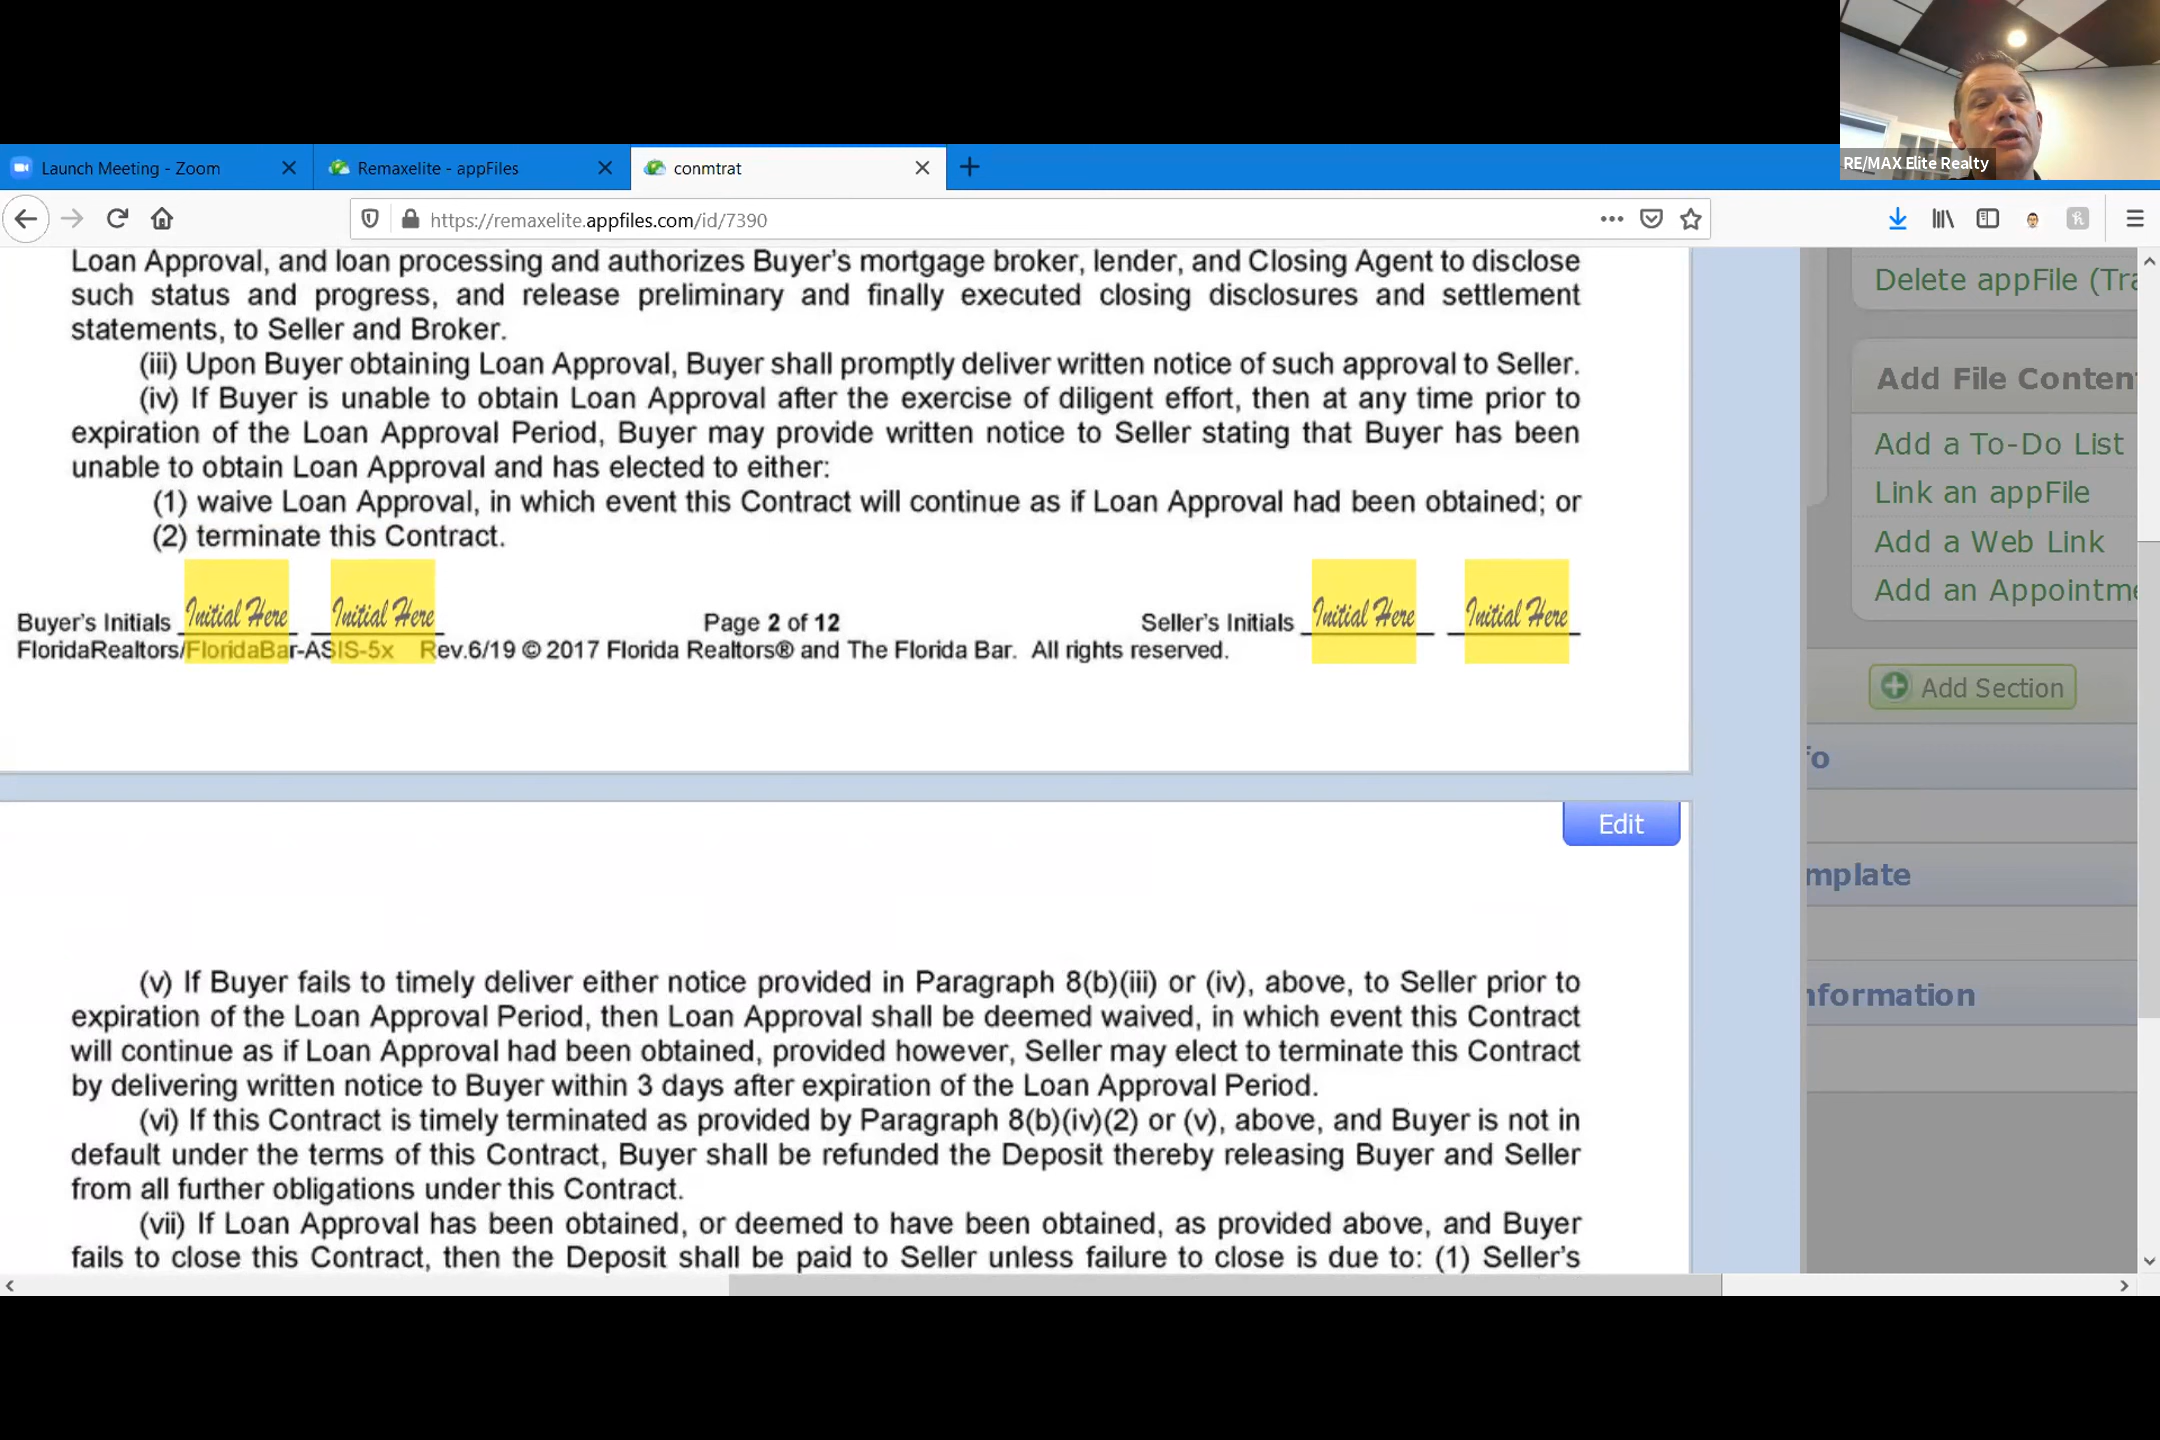 RE/MAX Elite Realty
Launch Meeting - Zoom
Remaxelite - appFiles
conmtrat
https://remaxelite.appfiles.com/id/7390
Loan Approval, and loan processing and authorizes Buyer's mortgage broker, lender, and Closing Agent to disclose
such status and progress, and release preliminary and finally executed closing disclosures and settlement
statements, to Seller and Broker.
(iii) Upon Buyer obtaining Loan Approval, Buyer shall promptly deliver written notice of such approval to Seller.
(iv) If Buyer is unable to obtain Loan Approval after the exercise of diligent effort, then at any time prior to
expiration of the Loan Approval Period, Buyer may provide written notice to Seller stating that Buyer has been
unable to obtain Loan Approval and has elected to either:
(1) waive Loan Approval, in which event this Contract will continue as if Loan Approval had been obtained; or
(2) terminate this Contract.
Buyer's Initials Initial Here Initial Here Page 2 of 12 Seller's Initials Initial Here Initial Here
FloridaRealtors/FloridaBar-ASIS-5x Rev.6/19 © 2017 Florida Realtors® and The Florida Bar. All rights reserved.
Edit
(v) If Buyer fails to timely deliver either notice provided in Paragraph 8(b)(iii) or (iv), above, to Seller prior to
expiration of the Loan Approval Period, then Loan Approval shall be deemed waived, in which event this Contract
will continue as if Loan Approval had been obtained, provided however, Seller may elect to terminate this Contract
by delivering written notice to Buyer within 3 days after expiration of the Loan Approval Period.
(vi) If this Contract is timely terminated as provided by Paragraph 8(b)(iv)(2) or (v), above, and Buyer is not in
default under the terms of this Contract, Buyer shall be refunded the Deposit thereby releasing Buyer and Seller
from all further obligations under this Contract.
(vii) If Loan Approval has been obtained, or deemed to have been obtained, as provided above, and Buyer
fails to close this Contract, then the Deposit shall be paid to Seller unless failure to close is due to: (1) Seller's
Delete appFile (Tra
Add File Conten
Add a To-Do List
Link an appFile
Add a Web Link
Add an Appointme
Add Section
fo
mplate
nformation